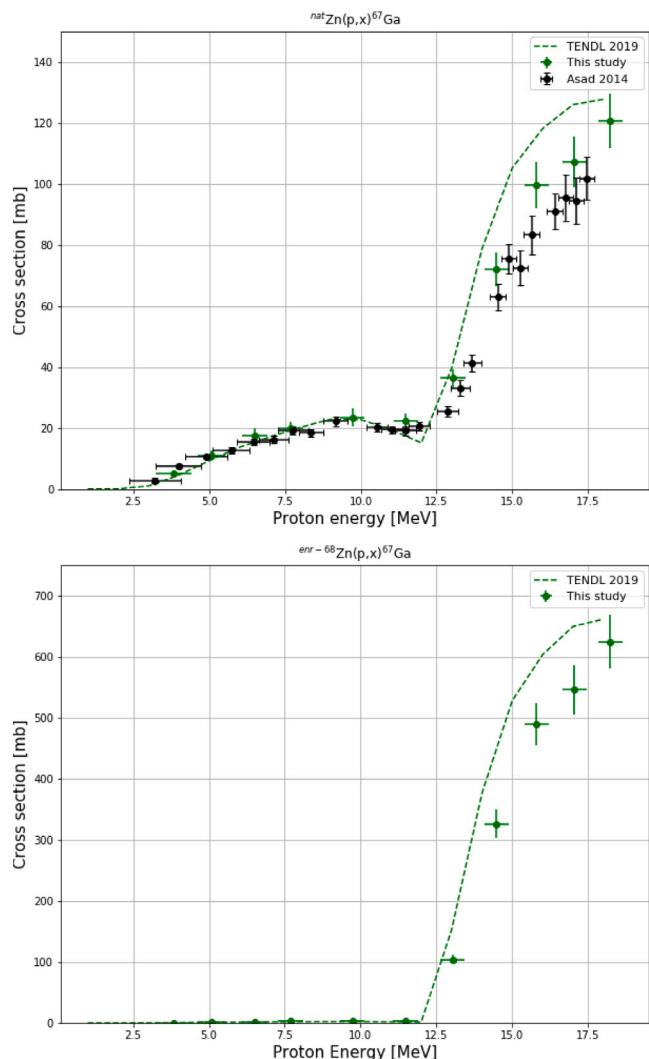 ⁿᵃᵗZn(p,x)⁶⁷Ga
TENDL 2019
This study
Asad 2014
Cross section [mb]
140
120
100
80
60
40
20
0
2.5 5.0 7.5 10.0 12.5 15.0 17.5
Proton energy [MeV]
ᵉⁿʳ⁻⁶⁸Zn(p,x)⁶⁷Ga
TENDL 2019
This study
Cross section [mb]
700
600
500
400
300
200
100
0
2.5 5.0 7.5 10.0 12.5 15.0 17.5
Proton Energy [MeV]